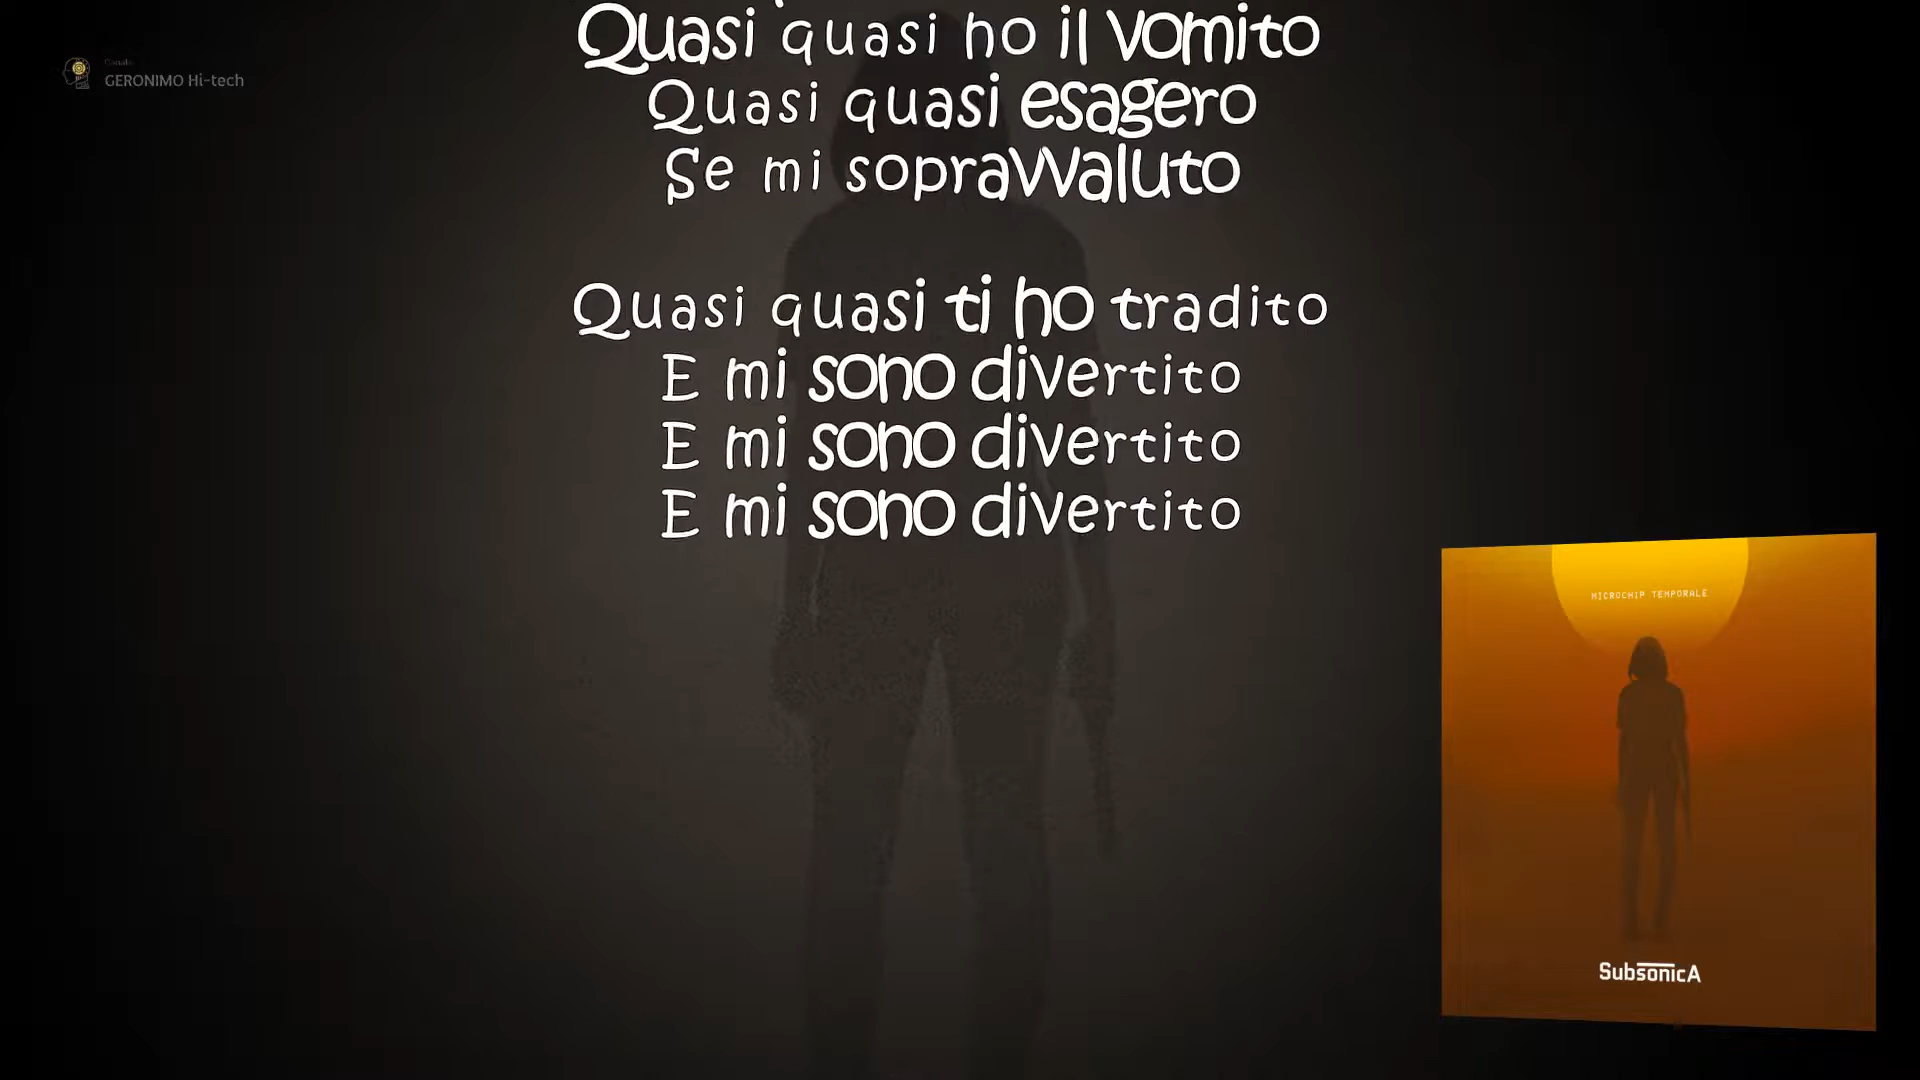 Quasi quasi ho il vomito
Quasi quasi esagero
Se mi sopravvaluto
Quasi quasi ti ho tradito
E mi sono divertito
E mi sono divertito
E mi sono divertito
Canale
GERONIMO Hi-tech
MICROCHIP TEMPORALE
SubsonicA